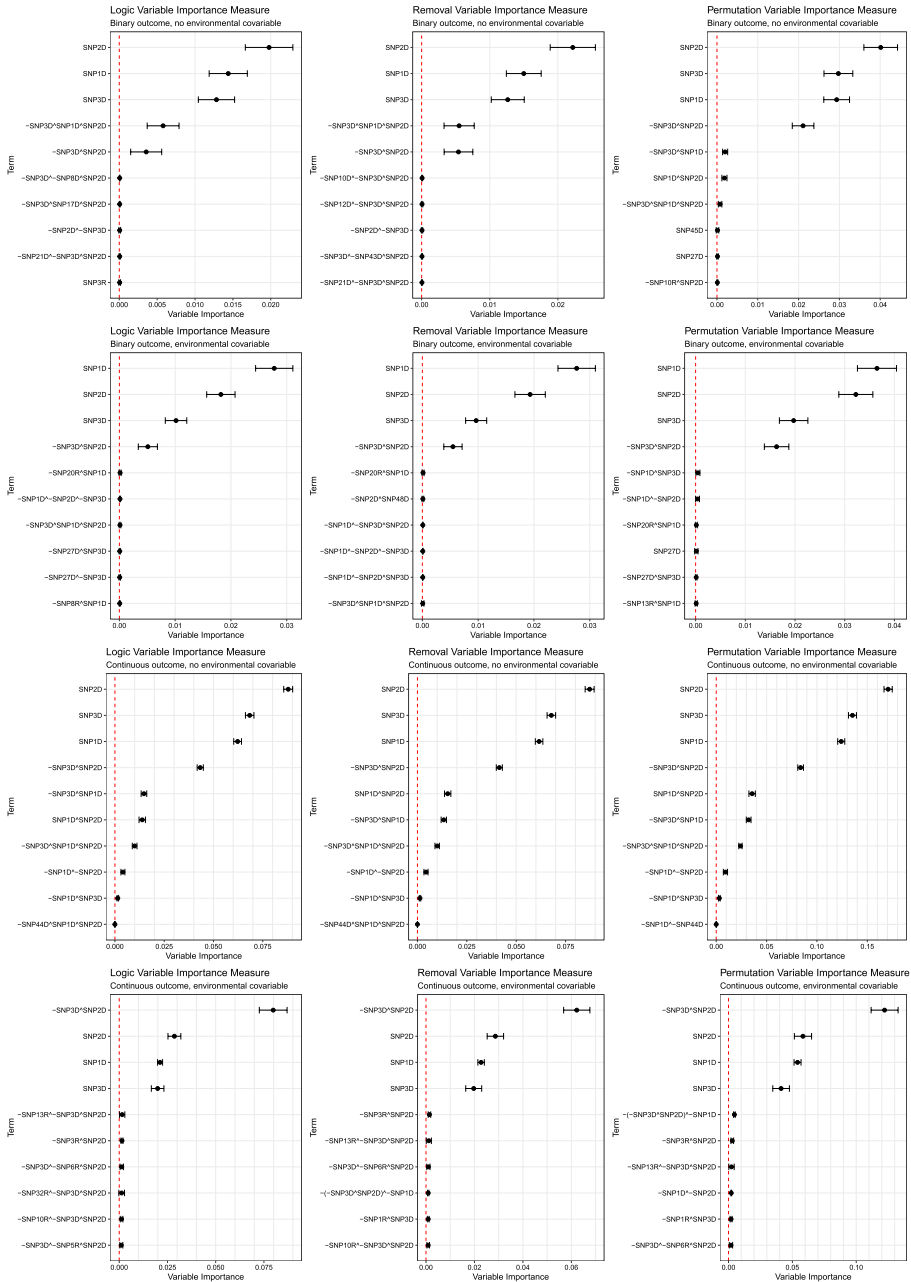 Logic Variable Importance Measure
Binary outcome, no environmental covariable
Term
SNP2D
SNP1D
SNP3D
−SNP3D^SNP1D^SNP2D
−SNP3D^SNP2D
−SNP3D^−SNP8D^SNP2D
−SNP3D^SNP17D^SNP2D
−SNP2D^−SNP3D
−SNP21D^−SNP3D^SNP2D
SNP3R
0.000 0.005 0.010 0.015 0.020
Variable Importance
Removal Variable Importance Measure
Binary outcome, no environmental covariable
Term
SNP2D
SNP1D
SNP3D
−SNP3D^SNP1D^SNP2D
−SNP3D^SNP2D
−SNP10D^−SNP3D^SNP2D
−SNP12D^−SNP3D^SNP2D
−SNP2D^−SNP3D
−SNP3D^−SNP43D^SNP2D
−SNP21D^−SNP3D^SNP2D
0.00 0.01 0.02
Variable Importance
Permutation Variable Importance Measure
Binary outcome, no environmental covariable
Term
SNP2D
SNP3D
SNP1D
−SNP3D^SNP2D
−SNP3D^SNP1D
SNP1D^SNP2D
−SNP3D^SNP1D^SNP2D
SNP45D
SNP27D
−SNP10R^SNP2D
0.00 0.01 0.02 0.03 0.04
Variable Importance
Logic Variable Importance Measure
Binary outcome, environmental covariable
Term
SNP1D
SNP2D
SNP3D
−SNP3D^SNP2D
−SNP20R^SNP1D
−SNP1D^−SNP2D^−SNP3D
−SNP3D^SNP1D^SNP2D
−SNP27D^SNP3D
−SNP27D^−SNP3D
−SNP8R^SNP1D
0.00 0.01 0.02 0.03
Variable Importance
Removal Variable Importance Measure
Binary outcome, environmental covariable
Term
SNP1D
SNP2D
SNP3D
−SNP3D^SNP2D
−SNP20R^SNP1D
−SNP2D^SNP48D
−SNP1D^−SNP3D^SNP2D
−SNP1D^−SNP2D^−SNP3D
−SNP1D^−SNP2D^SNP3D
−SNP3D^SNP1D^SNP2D
0.00 0.01 0.02 0.03
Variable Importance
Permutation Variable Importance Measure
Binary outcome, environmental covariable
Term
SNP1D
SNP2D
SNP3D
−SNP3D^SNP2D
−SNP1D^SNP3D
−SNP1D^−SNP2D
−SNP20R^SNP1D
SNP27D
−SNP27D^SNP3D
−SNP13R^SNP1D
0.00 0.01 0.02 0.03 0.04
Variable Importance
Logic Variable Importance Measure
Continuous outcome, no environmental covariable
Term
SNP2D
SNP3D
SNP1D
−SNP3D^SNP2D
−SNP3D^SNP1D
SNP1D^SNP2D
−SNP3D^SNP1D^SNP2D
−SNP1D^−SNP2D
−SNP1D^SNP3D
−SNP44D^SNP1D^SNP2D
0.000 0.025 0.050 0.075
Variable Importance
Removal Variable Importance Measure
Continuous outcome, no environmental covariable
Term
SNP2D
SNP3D
SNP1D
−SNP3D^SNP2D
SNP1D^SNP2D
−SNP3D^SNP1D
−SNP3D^SNP1D^SNP2D
−SNP1D^−SNP2D
−SNP1D^SNP3D
−SNP44D^SNP1D^SNP2D
0.000 0.025 0.050 0.075
Variable Importance
Permutation Variable Importance Measure
Continuous outcome, no environmental covariable
Term
SNP2D
SNP3D
SNP1D
−SNP3D^SNP2D
SNP1D^SNP2D
−SNP3D^SNP1D
−SNP3D^SNP1D^SNP2D
−SNP1D^−SNP2D
−SNP1D^SNP3D
−SNP1D^−SNP44D
0.00 0.05 0.10 0.15
Variable Importance
Logic Variable Importance Measure
Continuous outcome, environmental covariable
Term
−SNP3D^SNP2D
SNP2D
SNP1D
SNP3D
−SNP13R^−SNP3D^SNP2D
−SNP3R^SNP2D
−SNP3D^−SNP6R^SNP2D
−SNP32R^−SNP3D^SNP2D
−SNP10R^−SNP3D^SNP2D
−SNP3D^−SNP5R^SNP2D
0.000 0.025 0.050 0.075
Variable Importance
Removal Variable Importance Measure
Continuous outcome, environmental covariable
Term
−SNP3D^SNP2D
SNP2D
SNP1D
SNP3D
−SNP3R^SNP2D
−SNP13R^−SNP3D^SNP2D
−SNP3D^−SNP6R^SNP2D
−(−SNP3D^SNP2D)^−SNP1D
−SNP1R^SNP3D
−SNP10R^−SNP3D^SNP2D
0.00 0.02 0.04 0.06
Variable Importance
Permutation Variable Importance Measure
Continuous outcome, environmental covariable
Term
−SNP3D^SNP2D
SNP2D
SNP1D
SNP3D
−(−SNP3D^SNP2D)^−SNP1D
−SNP3R^SNP2D
−SNP13R^−SNP3D^SNP2D
−SNP1D^−SNP2D
−SNP1R^SNP3D
−SNP3D^−SNP6R^SNP2D
0.00 0.05 0.10
Variable Importance